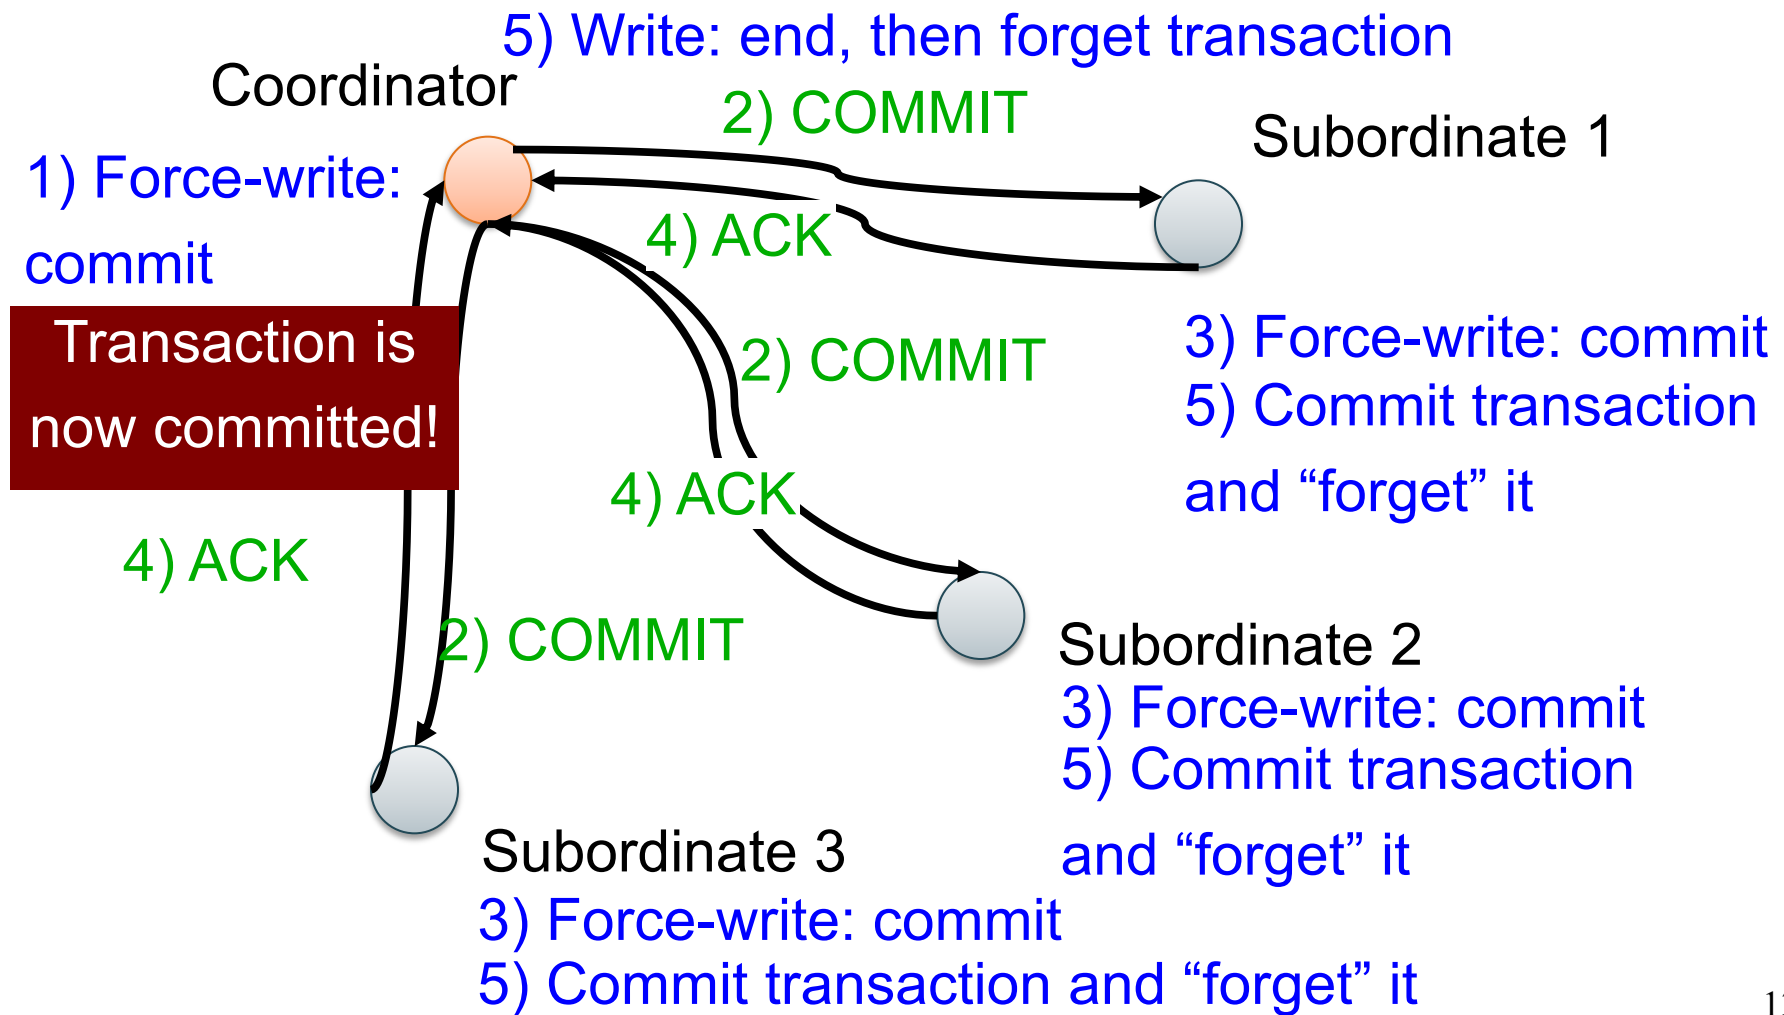 5) Write: end, then forget transaction
Coordinator
2) COMMIT
Subordinate 1
1) Force-write:
commit
4) ACK
Transaction is
now committed!
2) COMMIT
3) Force-write: commit
5) Commit transaction
and “forget” it
4) ACK
4) ACK
2) COMMIT
Subordinate 2
3) Force-write: commit
5) Commit transaction
and “forget” it
Subordinate 3
3) Force-write: commit
5) Commit transaction and “forget” it